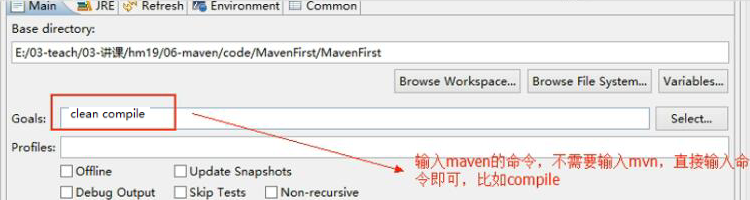 Main JRE Refresh Environment Common
Base directory:
E:/03-teach/03-讲课/hm19/06-maven/code/MavenFirst/MavenFirst
Browse Workspace... Browse File System... Variables...
Goals: clean compile Select...
Profiles:
输入maven的命令，不需要输入mvn，直接输入命
令即可，比如compile
Offline Update Snapshots
Debug Output Skip Tests Non-recursive